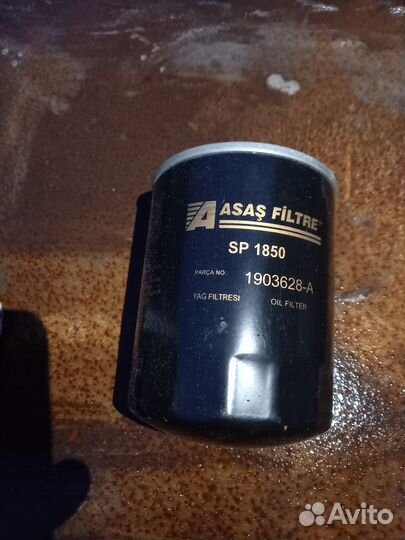 ASAŞ FİLTRE
SP 1850
PARÇA NO: 1903628-A
YAĞ FİLTRESİ OIL FILTER
Avito